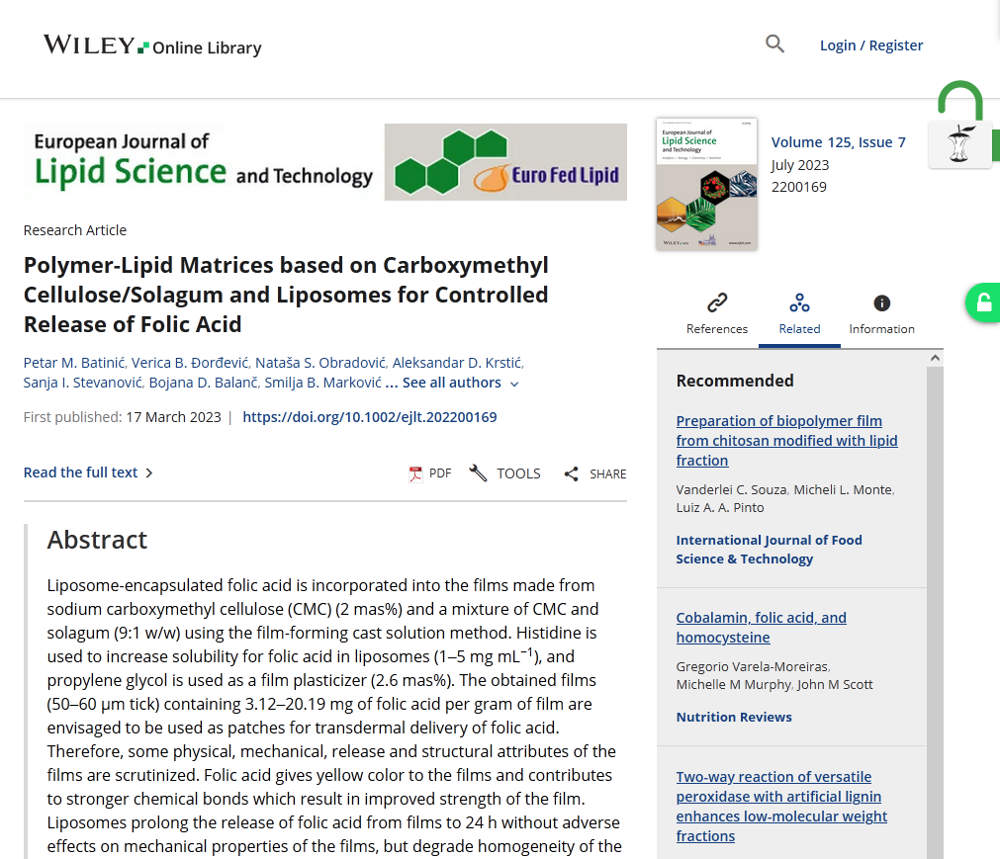 WILEY Online Library
Login / Register
European Journal of
Lipid Science and Technology
Euro Fed Lipid
European Journal of
Lipid Science
and Technology
WILEY
Volume 125, Issue 7
July 2023
2200169
Research Article
Polymer-Lipid Matrices based on Carboxymethyl
Cellulose/Solagum and Liposomes for Controlled
Release of Folic Acid
Petar M. Batinić, Verica B. Đorđević, Nataša S. Obradović, Aleksandar D. Krstić,
Sanja I. Stevanović, Bojana D. Balanč, Smilja B. Marković ... See all authors
First published: 17 March 2023 | https://doi.org/10.1002/ejlt.202200169
Read the full text
PDF
TOOLS
SHARE
Abstract
Liposome-encapsulated folic acid is incorporated into the films made from
sodium carboxymethyl cellulose (CMC) (2 mas%) and a mixture of CMC and
solagum (9:1 w/w) using the film-forming cast solution method. Histidine is
used to increase solubility for folic acid in liposomes (1–5 mg mL⁻¹), and
propylene glycol is used as a film plasticizer (2.6 mas%). The obtained films
(50–60 µm tick) containing 3.12–20.19 mg of folic acid per gram of film are
envisaged to be used as patches for transdermal delivery of folic acid.
Therefore, some physical, mechanical, release and structural attributes of the
films are scrutinized. Folic acid gives yellow color to the films and contributes
to stronger chemical bonds which result in improved strength of the film.
Liposomes prolong the release of folic acid from films to 24 h without adverse
effects on mechanical properties of the films, but degrade homogeneity of the
References
Related
Information
Recommended
Preparation of biopolymer film
from chitosan modified with lipid
fraction
Vanderlei C. Souza, Micheli L. Monte,
Luiz A. A. Pinto
International Journal of Food
Science & Technology
Cobalamin, folic acid, and
homocysteine
Gregorio Varela-Moreiras,
Michelle M Murphy, John M Scott
Nutrition Reviews
Two-way reaction of versatile
peroxidase with artificial lignin
enhances low-molecular weight
fractions